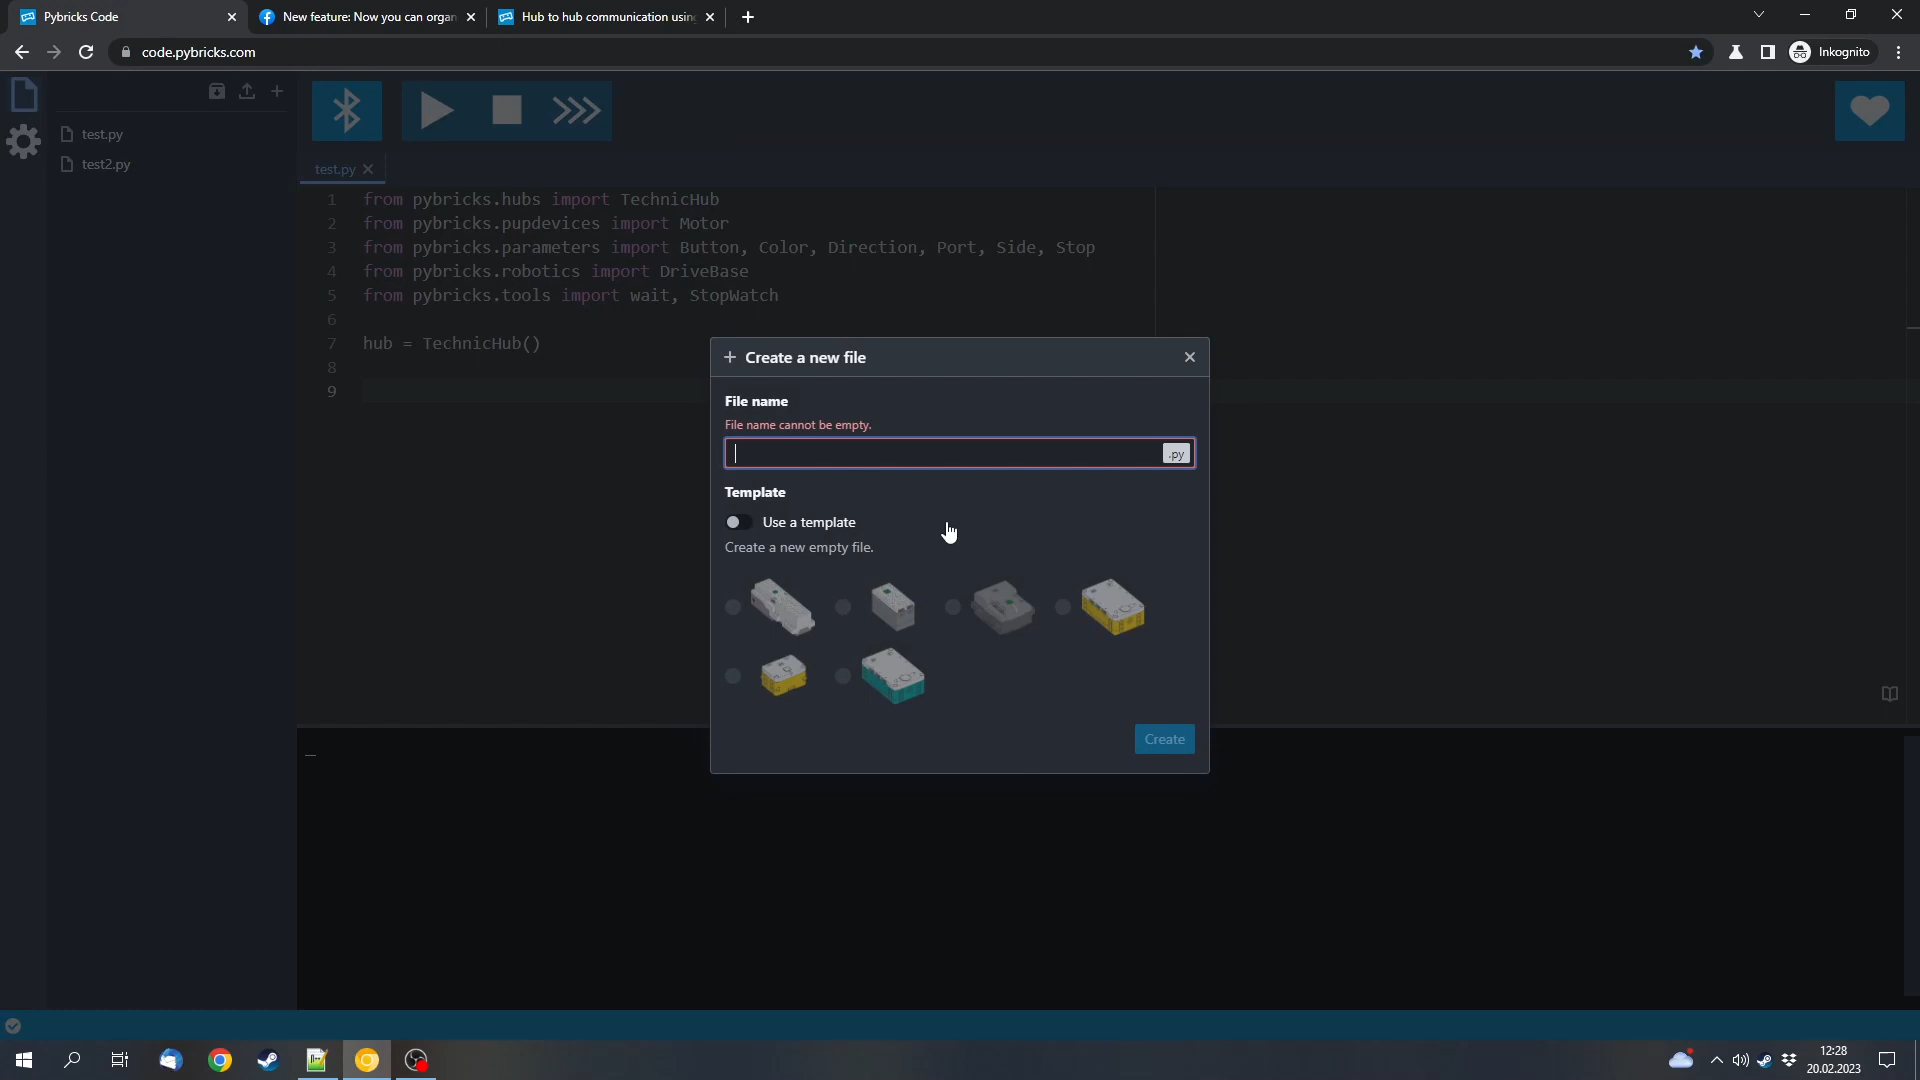 Pybricks Code
New feature: Now you can organ
Hub to hub communication using
code.pybricks.com
Inkognito
test.py
test2.py
test.py
1 from pybricks.hubs import TechnicHub
2 from pybricks.pupdevices import Motor
3 from pybricks.parameters import Button, Color, Direction, Port, Side, Stop
4 from pybricks.robotics import DriveBase
5 from pybricks.tools import wait, StopWatch
6
7 hub = TechnicHub()
8
9
Create a new file
File name
File name cannot be empty.
.py
Template
Use a template
Create a new empty file.
Create
12:28
20.02.2023